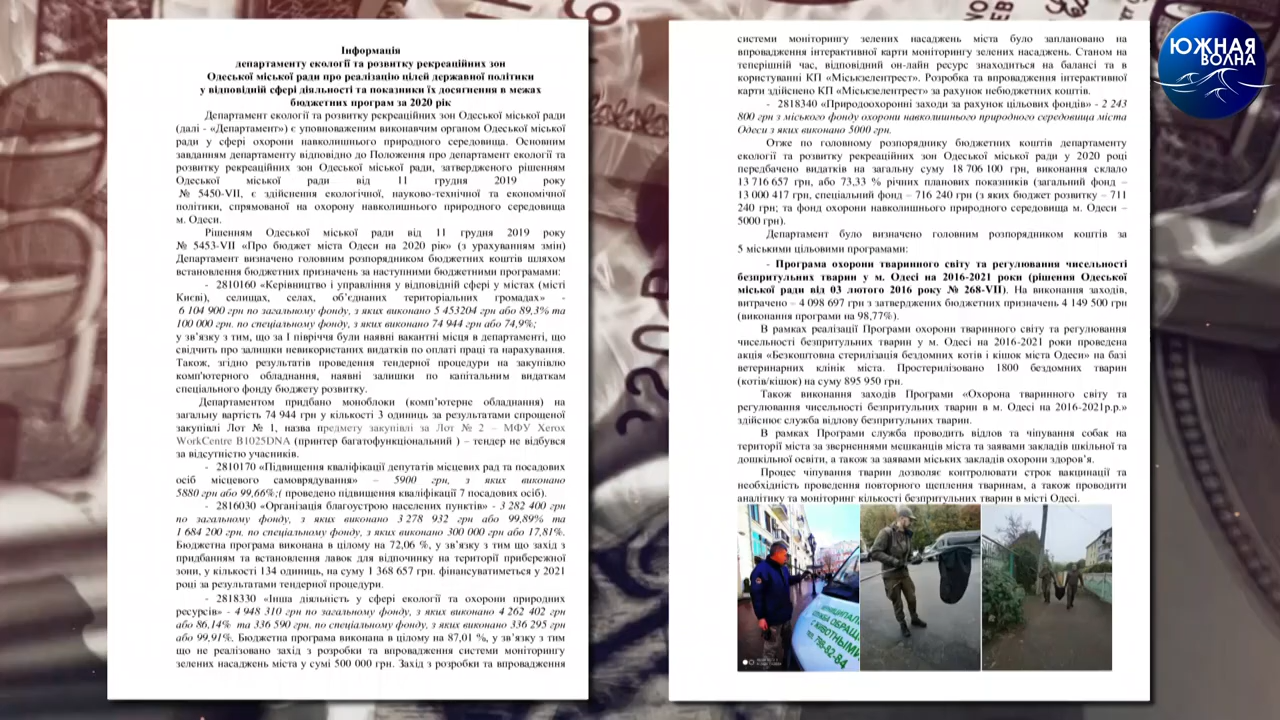 Інформація
департаменту екології та розвитку рекреаційних зон
Одеської міської ради про реалізацію цілей державної політики
у відповідній сфері діяльності та показники їх досягнення в межах
бюджетних програм за 2020 рік
Департамент екології та розвитку рекреаційних зон Одеської міської ради
(далі - «Департамент») є уповноваженим виконавчим органом Одеської міської
ради у сфері охорони навколишнього природного середовища. Основним
завданням департаменту відповідно до Положення про департамент екології та
розвитку рекреаційних зон Одеської міської ради, затвердженого рішенням
Одеської міської ради від 11 грудня 2019 року
№ 5450-VII, є здійснення екологічної, науково-технічної та економічної
політики, спрямованої на охорону навколишнього природного середовища
м. Одеси.
Рішенням Одеської міської ради від 11 грудня 2019 року
№ 5453-VII «Про бюджет міста Одеси на 2020 рік» (з урахуванням змін)
Департамент визначено головним розпорядником бюджетних коштів шляхом
встановлення бюджетних призначень за наступними бюджетними програмами:
- 2810160 «Керівництво і управління у відповідній сфері у містах (місті
Києві), селищах, селах, об'єднаних територіальних громадах» -
6 104 900 грн по загальному фонду, з яких виконано 5 453204 грн або 89,3% та
100 000 грн. по спеціальному фонду, з яких виконано 74 944 грн або 74,9%;
у зв'язку з тим, що за 1 півріччя були наявні вакантні місця в департаменті, що
свідчить про залишки невикористаних видатків по оплаті праці та нарахування.
Також, згідно результатів проведення тендерної процедури на закупівлю
комп'ютерного обладнання, наявні залишки по капітальним видаткам
спеціального фонду бюджету розвитку.
Департаментом придбано моноблоки (комп'ютерне обладнання) на
загальну вартість 74 944 грн у кількості 3 одиниць за результатами спрощеної
закупівлі Лот № 1, назва предмету закупівлі за Лот № 2 – МФУ Xerox
WorkCentre B1025DNA (принтер багатофункціональний ) – тендер не відбувся
за відсутністю учасників.
- 2810170 «Підвищення кваліфікації депутатів місцевих рад та посадових
осіб місцевого самоврядування» – 5900 грн, з яких виконано
5880 грн або 99,66%;( проведено підвищення кваліфікації 7 посадових осіб).
- 2816030 «Організація благоустрою населених пунктів» - 3 282 400 грн
по загальному фонду, з яких виконано 3 278 932 грн або 99,89% та
1 684 200 грн. по спеціальному фонду, з яких виконано 300 000 грн або 17,81%.
Бюджетна програма виконана в цілому на 72,06 %, у зв'язку з тим що захід з
придбанням та встановлення лавок для відпочинку на території прибережної
зони, у кількості 134 одиниць, на суму 1 368 657 грн. фінансуватиметься у 2021
році за результатами тендерної процедури.
- 2818330 «Інша діяльність у сфері екології та охорони природних
ресурсів» - 4 948 310 грн по загальному фонду, з яких виконано 4 262 402 грн
або 86,14% та 336 590 грн. по спеціальному фонду, з яких виконано 336 295 грн
або 99,91%. Бюджетна програма виконана в цілому на 87,01 %, у зв'язку з тим
що не реалізовано захід з розробки та впровадження системи моніторингу
зелених насаджень міста у сумі 500 000 грн. Захід з розробки та впровадження
системи моніторингу зелених насаджень міста було заплановано на
впровадження інтерактивної карти моніторингу зелених насаджень. Станом на
теперішній час, відповідний он-лайн ресурс знаходиться на балансі та в
користуванні КП «Міськзелентрест». Розробка та впровадження інтерактивної
карти здійснено КП «Міськзелентрест» за рахунок небюджетних коштів.
- 2818340 «Природоохоронні заходи за рахунок цільових фондів» - 2 243
800 грн з міського фонду охорони навколишнього природного середовища міста
Одеси з яких виконано 5000 грн.
Отже по головному розпоряднику бюджетних коштів департаменту
екології та розвитку рекреаційних зон Одеської міської ради у 2020 році
передбачено видатків на загальну суму 18 706 100 грн, виконання склало
13 716 657 грн, або 73,33 % річних планових показників (загальний фонд –
13 000 417 грн, спеціальний фонд – 716 240 грн (з яких бюджет розвитку – 711
240 грн; та фонд охорони навколишнього природного середовища м. Одеси –
5000 грн).
Департамент було визначено головним розпорядником коштів за
5 міськими цільовими програмами:
- Програма охорони тваринного світу та регулювання чисельності
безпритульних тварин у м. Одесі на 2016-2021 роки (рішення Одеської
міської ради від 03 лютого 2016 року № 268-VII). На виконання заходів,
витрачено – 4 098 697 грн з затверджених бюджетних призначень 4 149 500 грн
(виконання програми на 98,77%).
В рамках реалізації Програми охорони тваринного світу та регулювання
чисельності безпритульних тварин у м. Одесі на 2016-2021 роки проведена
акція «Безкоштовна стерилізація бездомних котів і кішок міста Одеси» на базі
ветеринарних клінік міста. Простерилізовано 1800 бездомних тварин
(котів/кішок) на суму 895 950 грн.
Також виконання заходів Програми «Охорона тваринного світу та
регулювання чисельності безпритульних тварин в м. Одесі на 2016-2021р.р.»
здійснює служба відлову безпритульних тварин.
В рамках Програми служба проводить відлов та чіпування собак на
території міста за зверненнями мешканців міста та заявами закладів шкільної та
дошкільної освіти, а також за заявами міських закладів охорони здоров'я.
Процес чіпування тварин дозволяє контролювати строк вакцинації та
необхідність проведення повторного щеплення тваринам, а також проводити
аналітику та моніторинг кількості безпритульних тварин в місті Одесі.
СЛУЖБА ОБРАЩ
С ЖИВОТНЫМИ
ЮЖНАЯ
ВОЛНА